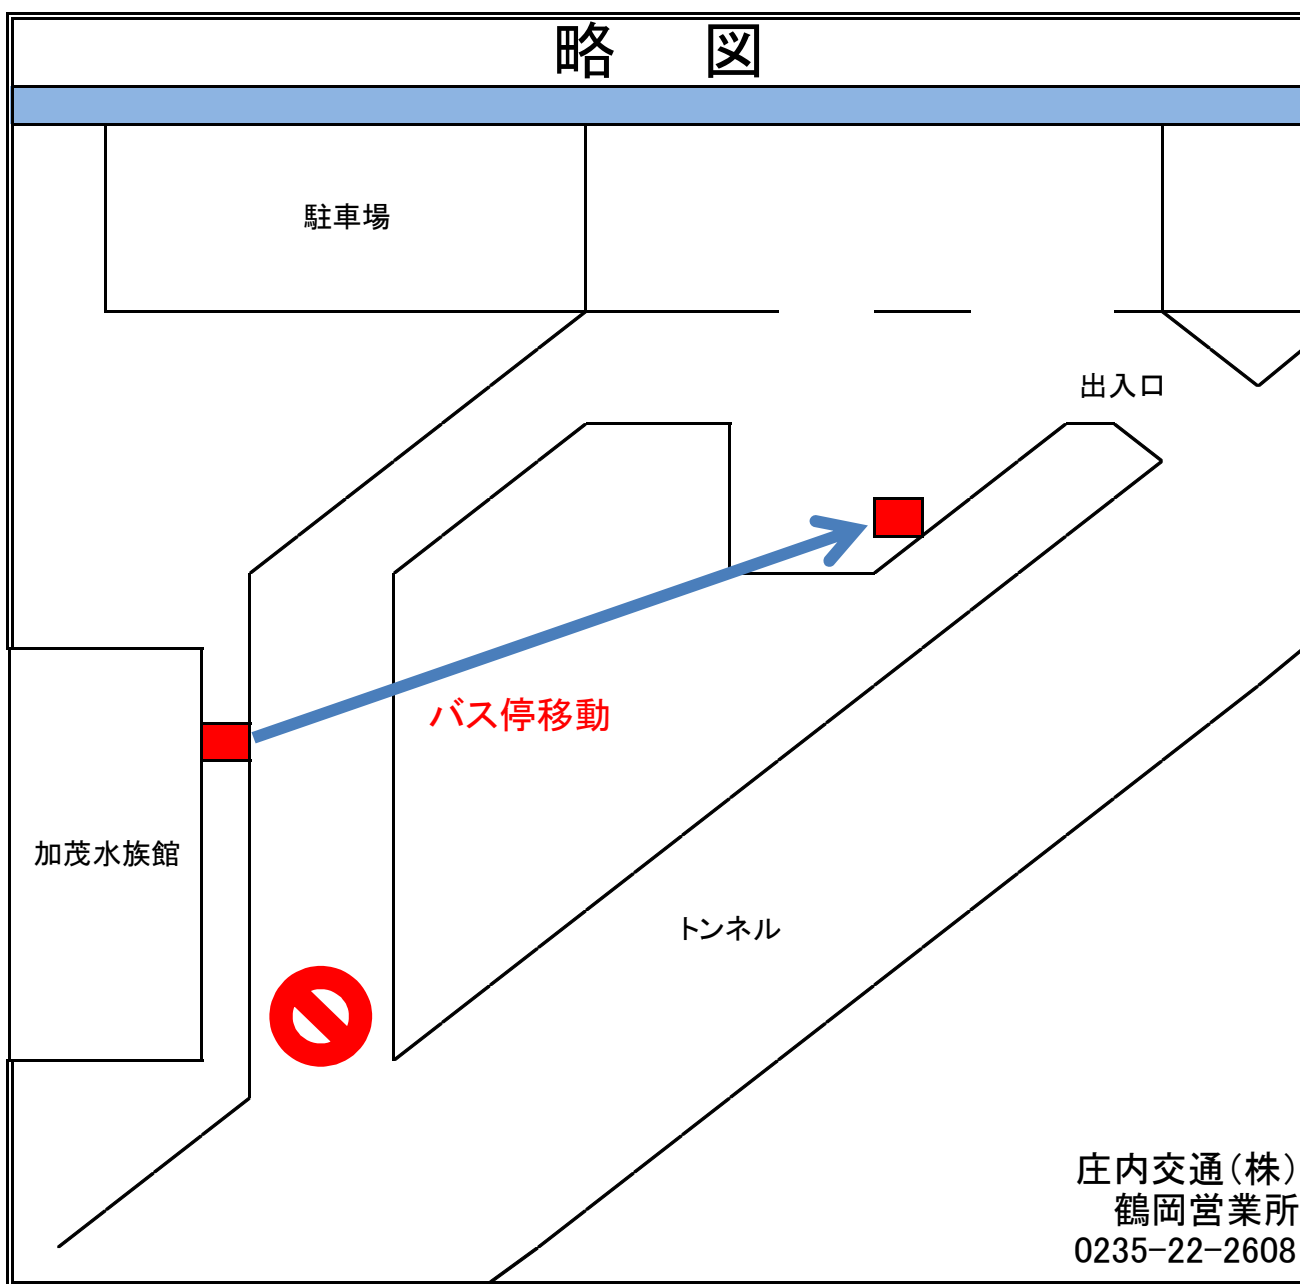 略　図
駐車場
出入口
バス停移動
加茂水族館
トンネル
庄内交通（株）
鶴岡営業所
0235-22-2608